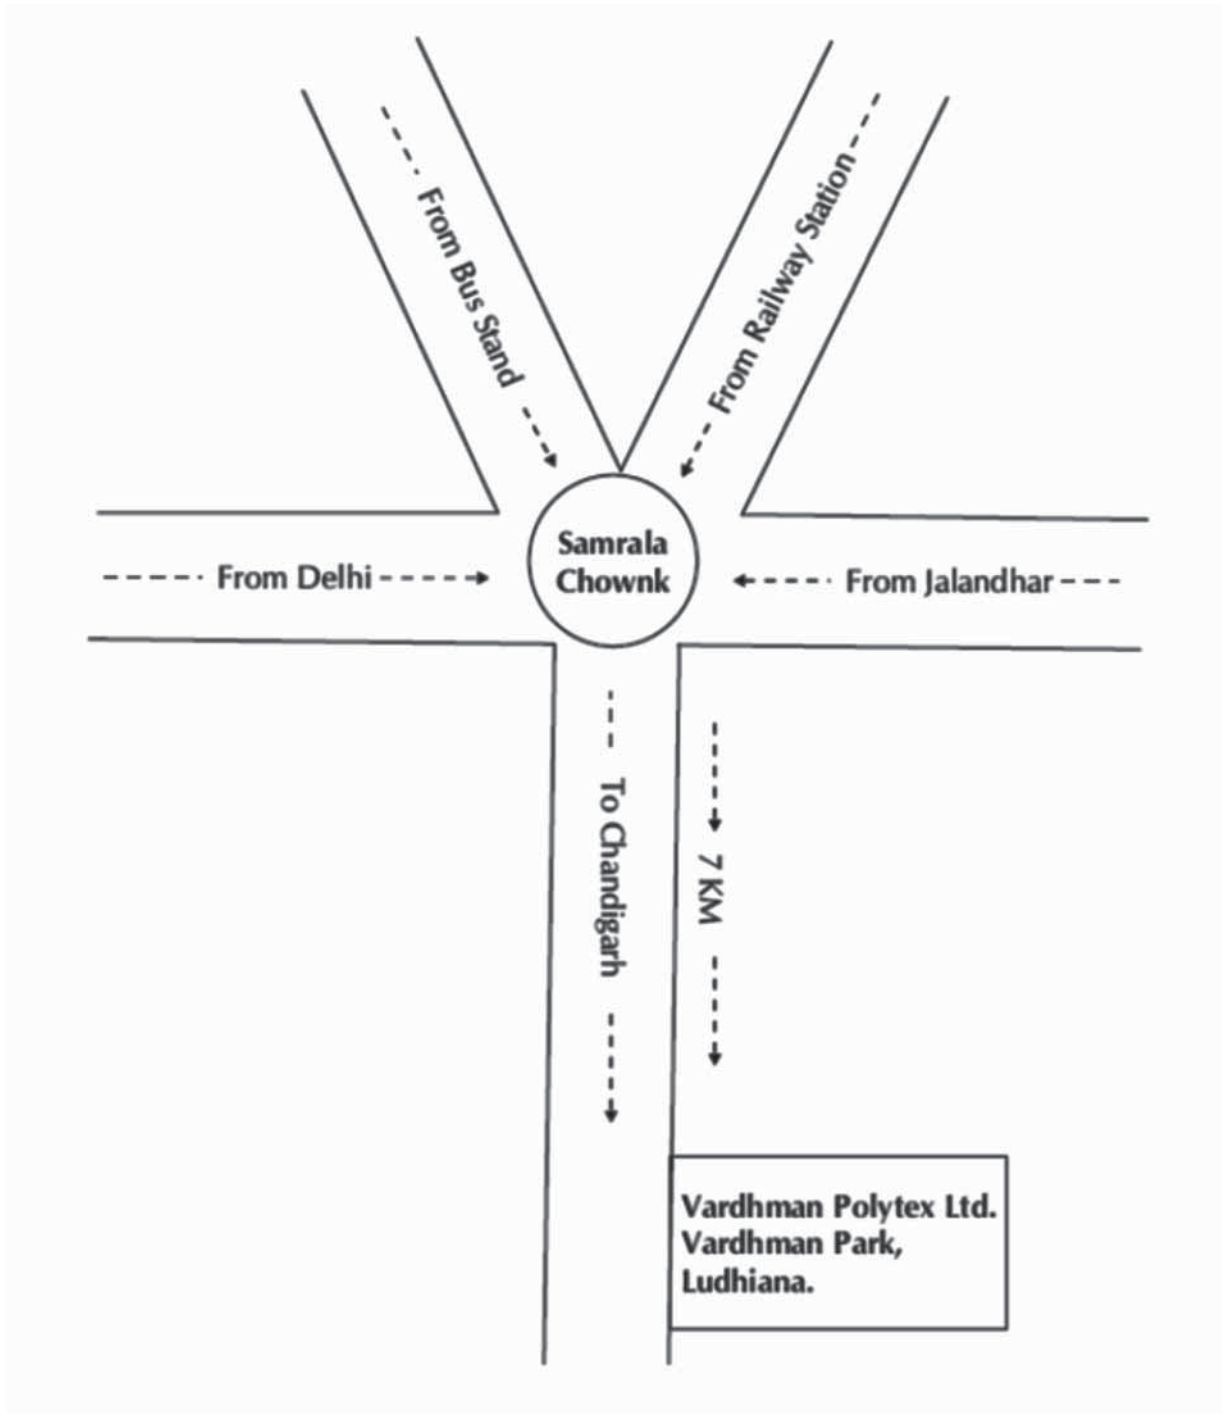 From Bus Stand
From Railway Station
Samrala
Chownk
From Delhi
From Jalandhar
To Chandigarh
7 KM
Vardhman Polytex Ltd.
Vardhman Park,
Ludhiana.